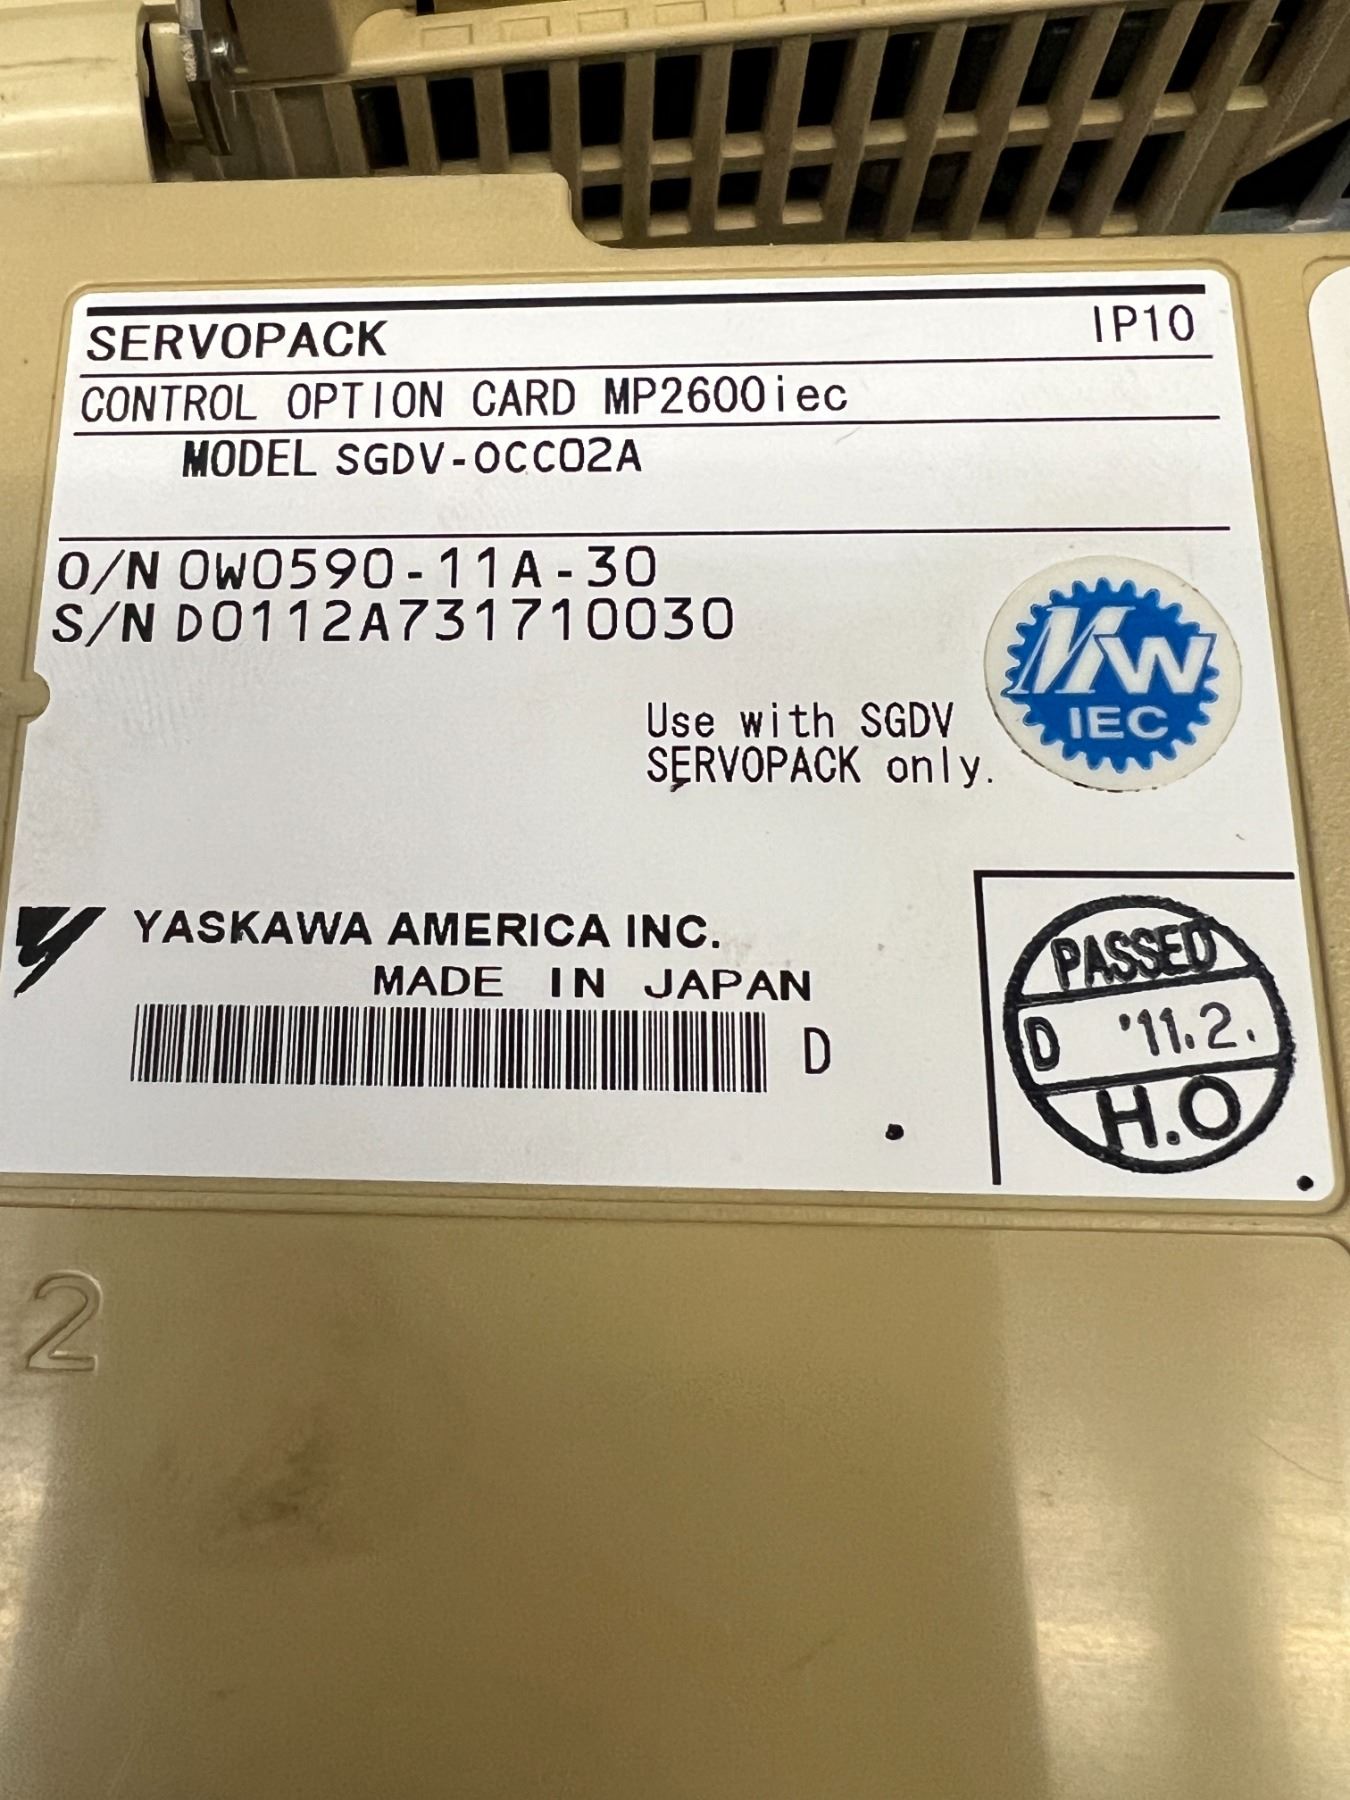 SERVOPACK IP10
CONTROL OPTION CARD MP2600iec
MODEL SGDV-OCC02A
O/N 0W0590-11A-30
S/N D0112A731710030
MW
IEC
Use with SGDV
SERVOPACK only.
YASKAWA AMERICA INC.
MADE IN JAPAN
D
PASSED
D '11.2.
H.O
2